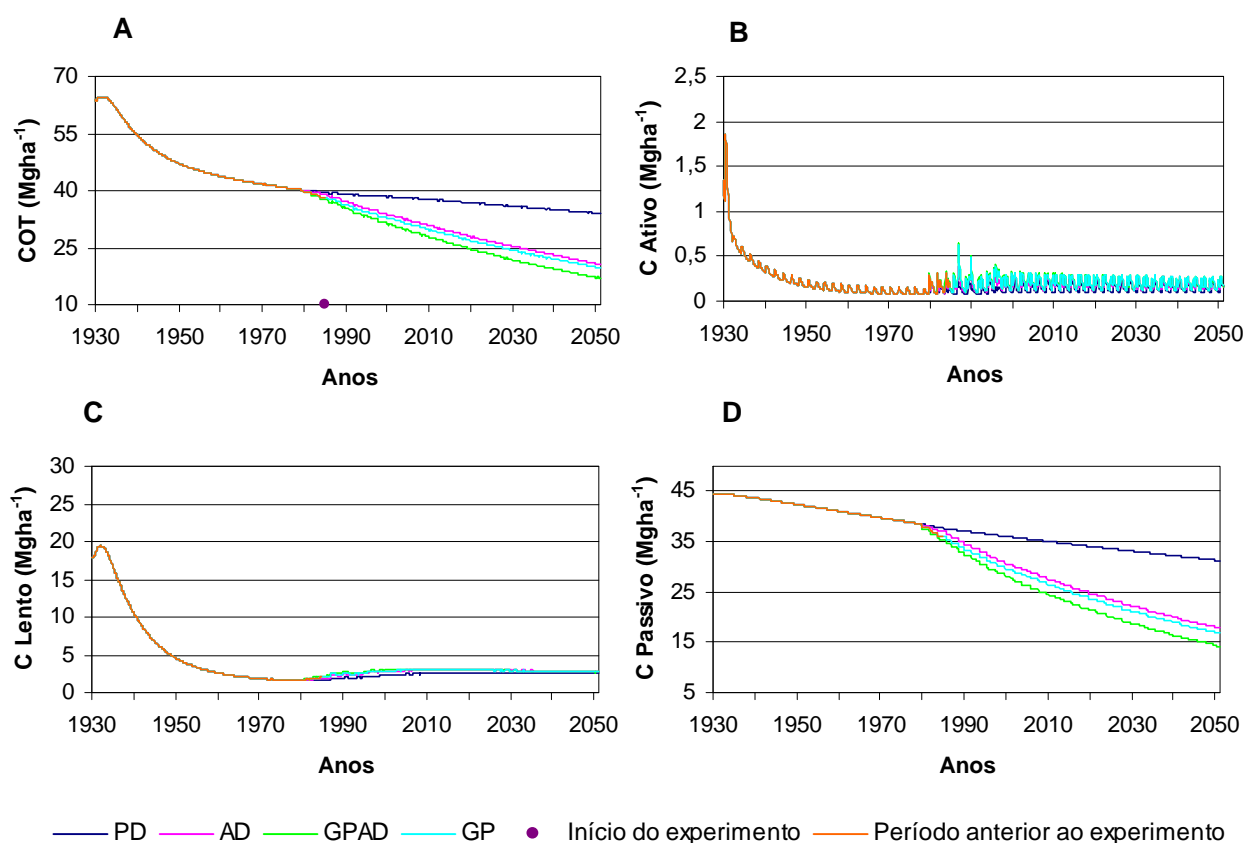 A
COT (Mgha⁻¹)
70
55
40
25
10
1930 1950 1970 1990 2010 2030 2050
Anos
B
C Ativo (Mgha⁻¹)
2,5
2
1,5
1
0,5
0
1930 1950 1970 1990 2010 2030 2050
Anos
C
C Lento (Mgha⁻¹)
30
25
20
15
10
5
0
1930 1950 1970 1990 2010 2030 2050
Anos
D
C Passivo (Mgha⁻¹)
45
35
25
15
5
1930 1950 1970 1990 2010 2030 2050
Anos
PD AD GPAD GP Início do experimento Período anterior ao experimento